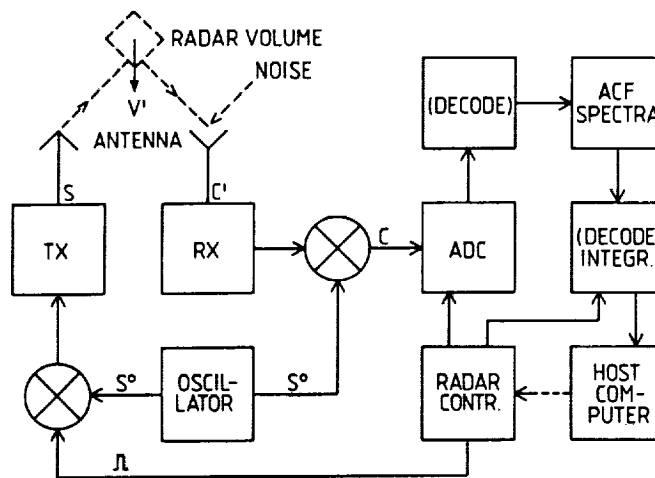 RADAR VOLUME
NOISE
V'
ANTENNA
S
C'
TX
RX
C
(DECODE)
ACF
SPECTRA
ADC
(DECODE)
INTEGR.
S°
OSCIL-
LATOR
S°
RADAR
CONTR.
HOST
COM-
PUTER